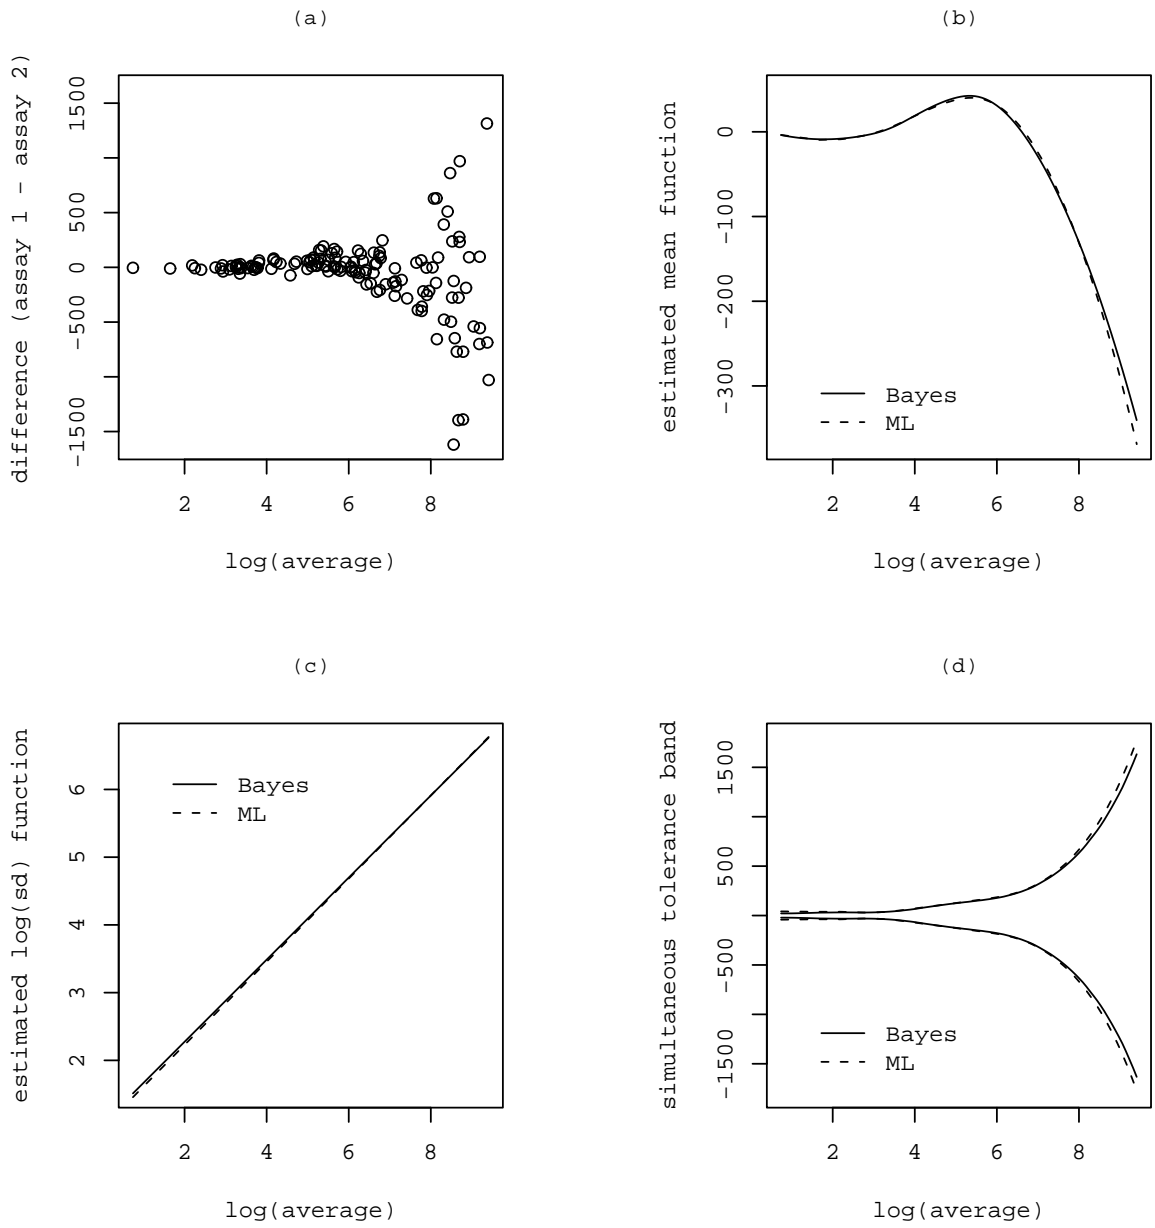 (a)
difference (assay 1 − assay 2)
1500
500
0
−500
−1500
2 4 6 8
log(average)
(b)
estimated mean function
0
−100
−200
−300
Bayes
ML
2 4 6 8
log(average)
(c)
estimated log(sd) function
6
5
4
3
2
Bayes
ML
2 4 6 8
log(average)
(d)
simultaneous tolerance band
1500
500
−500
−1500
Bayes
ML
2 4 6 8
log(average)